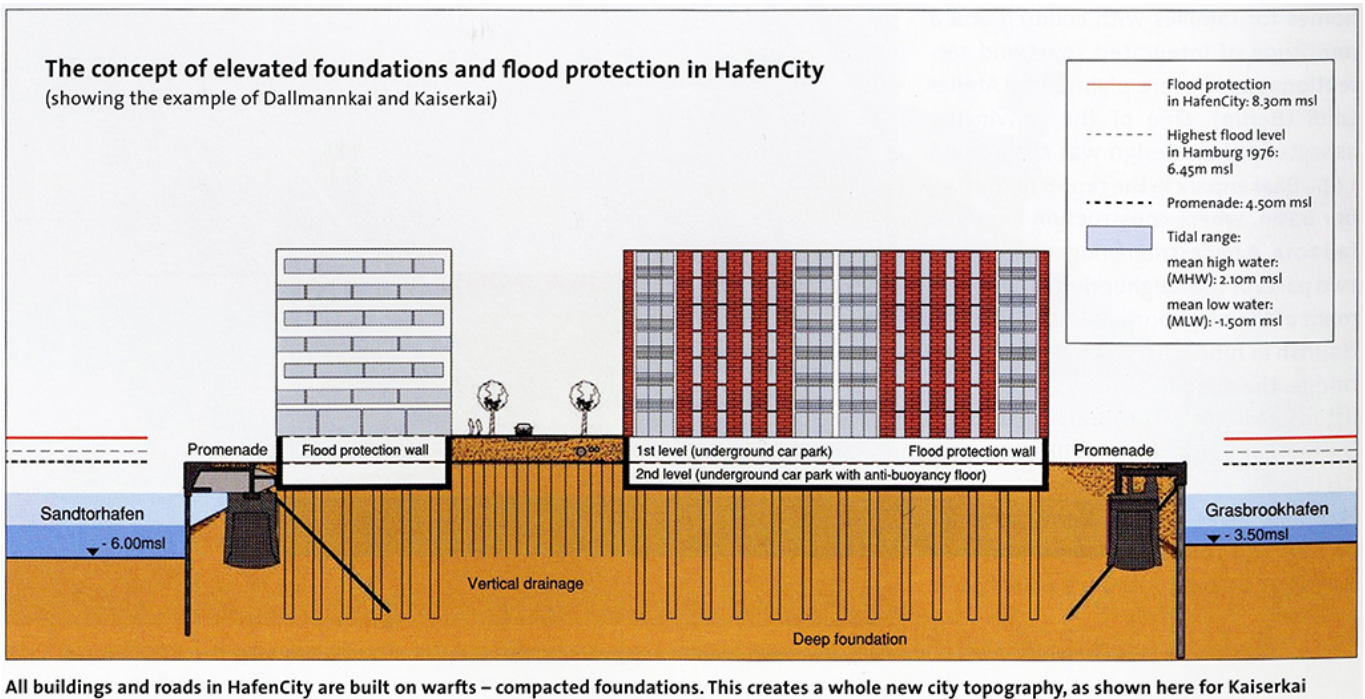 The concept of elevated foundations and flood protection in HafenCity
(showing the example of Dallmannkai and Kaiserkai)
Flood protection
in HafenCity: 8.30m msl
Highest flood level
in Hamburg 1976:
6.45m msl
Promenade: 4.50m msl
Tidal range:
mean high water:
(MHW): 2.10m msl
mean low water:
(MLW): -1.50m msl
Promenade
Flood protection wall
1st level (underground car park)
Flood protection wall
2nd level (underground car park with anti-buoyancy floor)
Promenade
Sandtorhafen
- 6.00msl
Grasbrookhafen
- 3.50msl
Vertical drainage
Deep foundation
All buildings and roads in HafenCity are built on warfts – compacted foundations. This creates a whole new city topography, as shown here for Kaiserkai